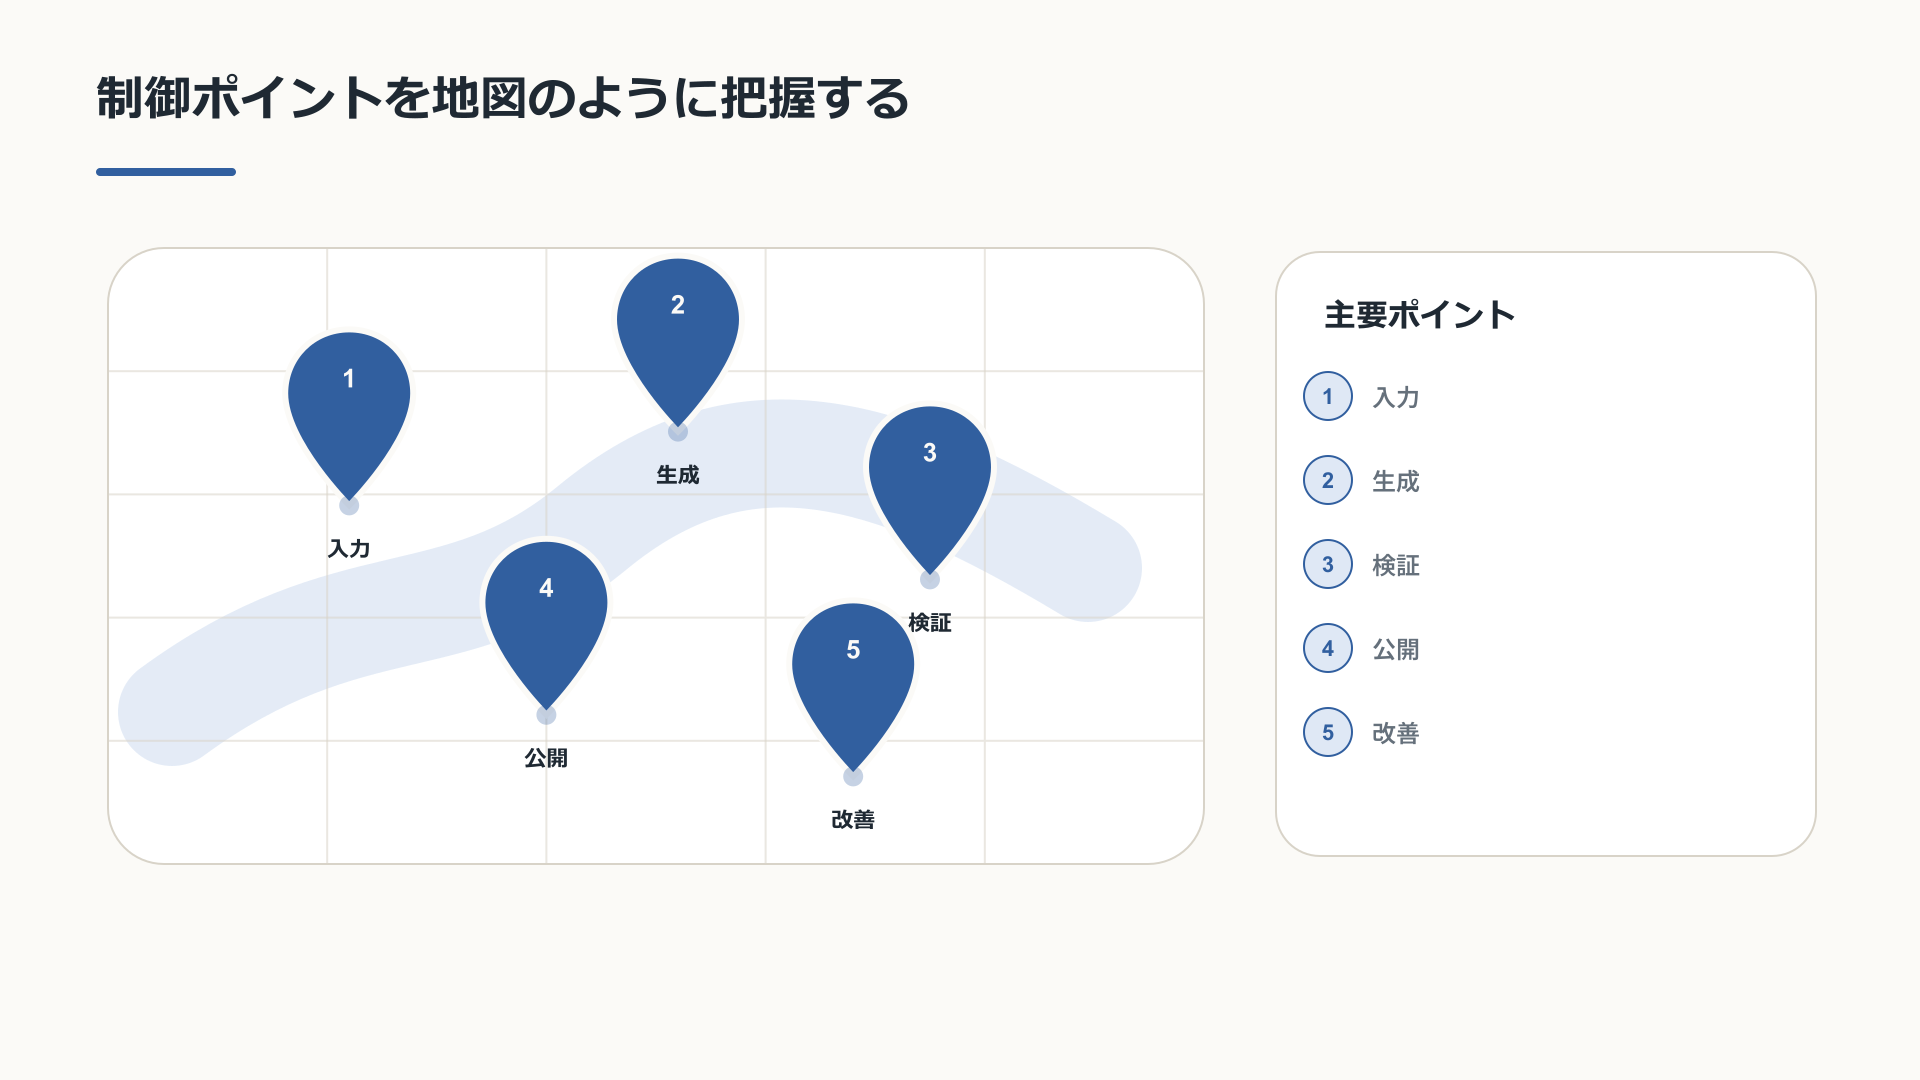 制御ポイントを地図のように把握する
1
入力
2
生成
3
検証
4
公開
5
改善
主要ポイント
1 入力
2 生成
3 検証
4 公開
5 改善